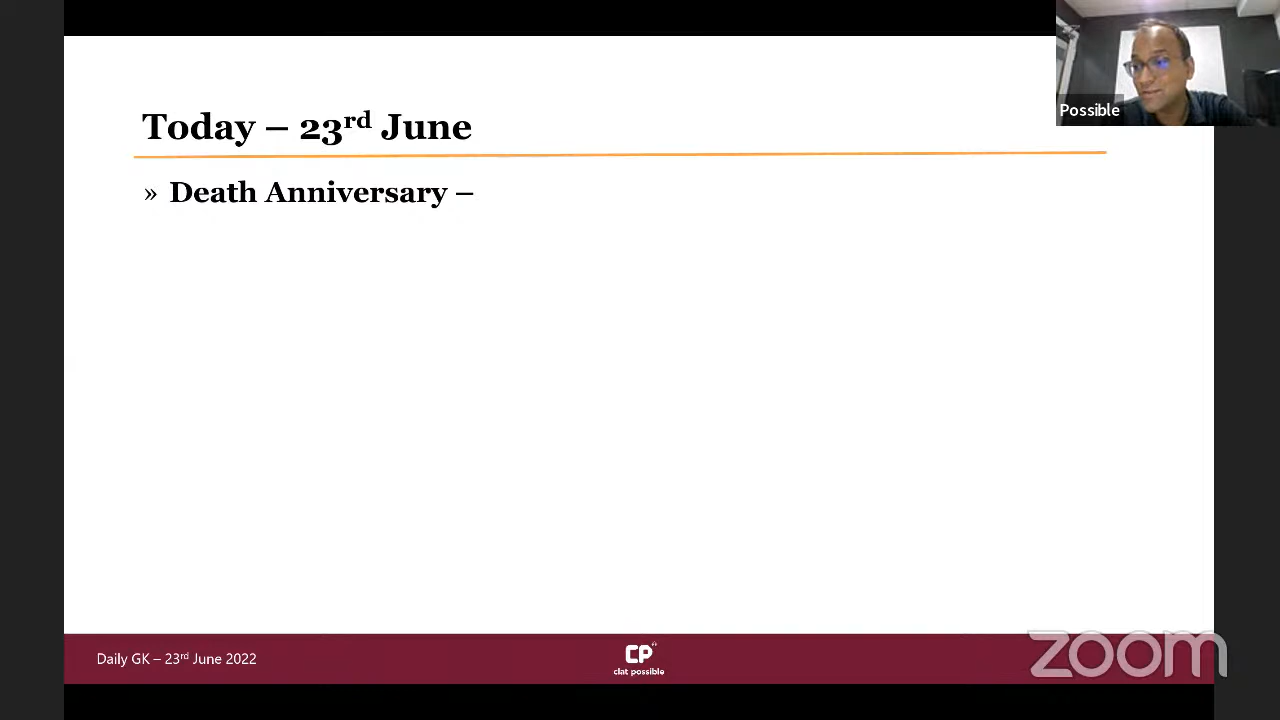 Possible
Today – 23rd June
» Death Anniversary –
Daily GK – 23rd June 2022
CP
clat possible
zoom